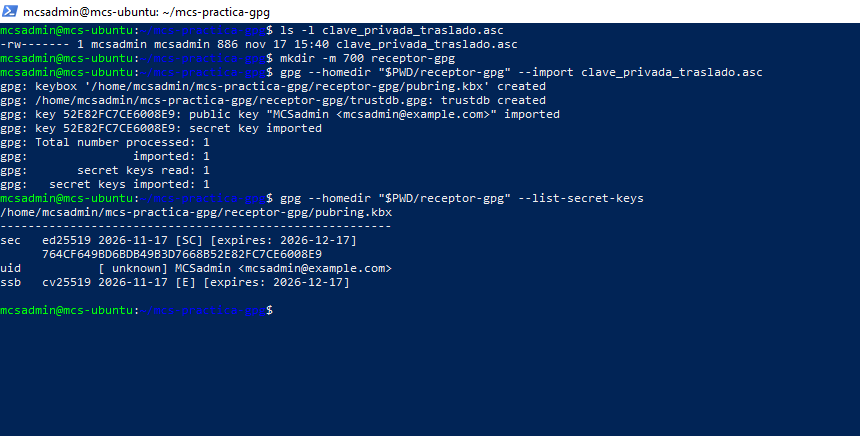 mcsadmin@mcs-ubuntu: ~/mcs-practica-gpg
mcsadmin@mcs-ubuntu:~/mcs-practica-gpg$ ls -l clave_privada_traslado.asc
-rw------- 1 mcsadmin mcsadmin 886 nov 17 15:40 clave_privada_traslado.asc
mcsadmin@mcs-ubuntu:~/mcs-practica-gpg$ mkdir -m 700 receptor-gpg
mcsadmin@mcs-ubuntu:~/mcs-practica-gpg$ gpg --homedir "$PWD/receptor-gpg" --import clave_privada_traslado.asc
gpg: keybox '/home/mcsadmin/mcs-practica-gpg/receptor-gpg/pubring.kbx' created
gpg: /home/mcsadmin/mcs-practica-gpg/receptor-gpg/trustdb.gpg: trustdb created
gpg: key 52E82FC7CE6008E9: public key "MCSadmin <mcsadmin@example.com>" imported
gpg: key 52E82FC7CE6008E9: secret key imported
gpg: Total number processed: 1
gpg:               imported: 1
gpg:       secret keys read: 1
gpg:   secret keys imported: 1
mcsadmin@mcs-ubuntu:~/mcs-practica-gpg$ gpg --homedir "$PWD/receptor-gpg" --list-secret-keys
/home/mcsadmin/mcs-practica-gpg/receptor-gpg/pubring.kbx
--------------------------------------------------------
sec   ed25519 2026-11-17 [SC] [expires: 2026-12-17]
      764CF649BD6BDB49B3D7668B52E82FC7CE6008E9
uid           [ unknown] MCSadmin <mcsadmin@example.com>
ssb   cv25519 2026-11-17 [E] [expires: 2026-12-17]
mcsadmin@mcs-ubuntu:~/mcs-practica-gpg$